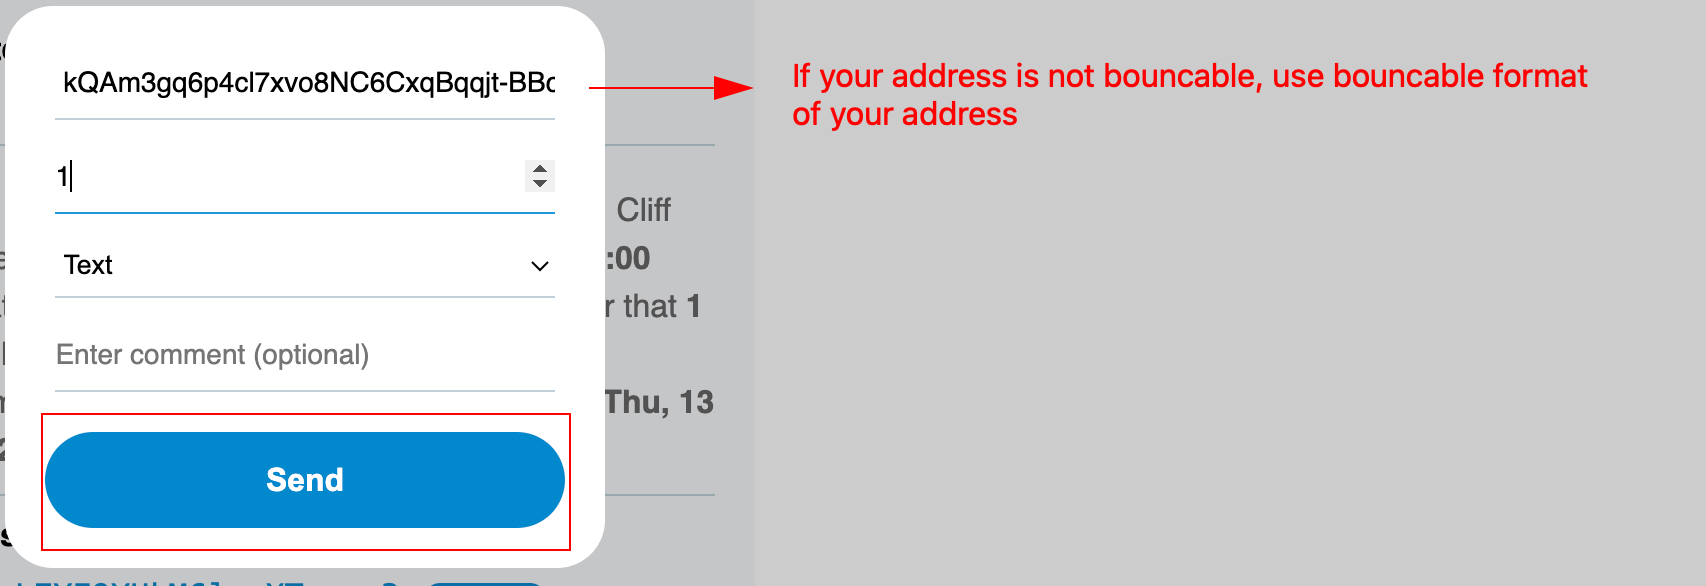 kQAm3gq6p4cl7xvo8NC6CxqBqqjt-BBc
If your address is not bouncable, use bouncable format
of your address
1
Cliff
Text
:00
r that 1
Enter comment (optional)
Thu, 13
Send